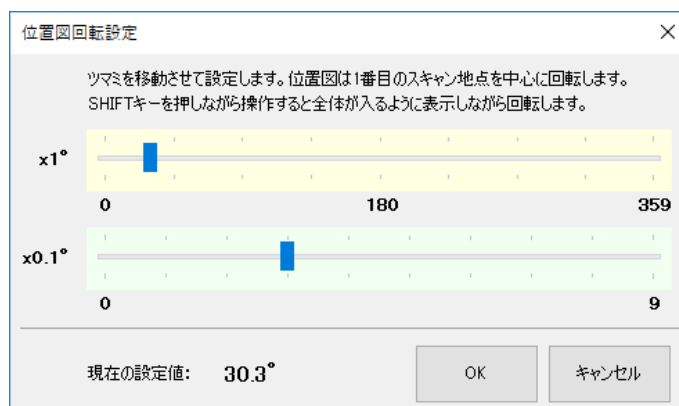 位置図回転設定
ツマミを移動させて設定します。位置図は1番目のスキャン地点を中心に回転します。
SHIFTキーを押しながら操作すると全体が入るように表示しながら回転します。
x1°
0 180 359
x0.1°
0 9
現在の設定値: 30.3° OK キャンセル